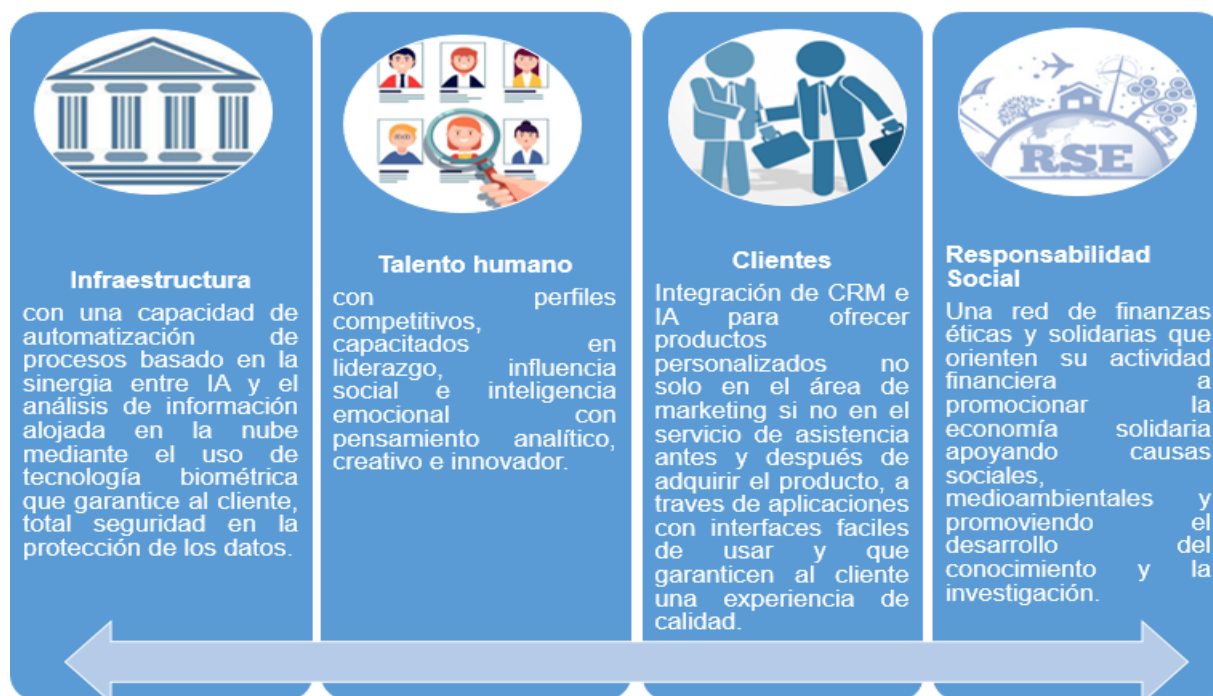 Infraestructura
con una capacidad de
automatización de
procesos basado en la
sinergia entre IA y el
análisis de información
alojada en la nube
mediante el uso de
tecnología biométrica
que garantice al cliente,
total seguridad en la
protección de los datos.
Talento humano
con perfiles
competitivos,
capacitados en
liderazgo, influencia
social e inteligencia
emocional con
pensamiento analítico,
creativo e innovador.
Clientes
Integración de CRM e
IA para ofrecer
productos
personalizados no
solo en el área de
marketing si no en el
servicio de asistencia
antes y después de
adquirir el producto, a
traves de aplicaciones
con interfaces faciles
de usar y que
garanticen al cliente
una experiencia de
calidad.
RSE
Responsabilidad
Social
Una red de finanzas
éticas y solidarias que
orienten su actividad
financiera a
promocionar la
economía solidaria
apoyando causas
sociales,
medioambientales y
promoviendo el
desarrollo del
conocimiento y la
investigación.